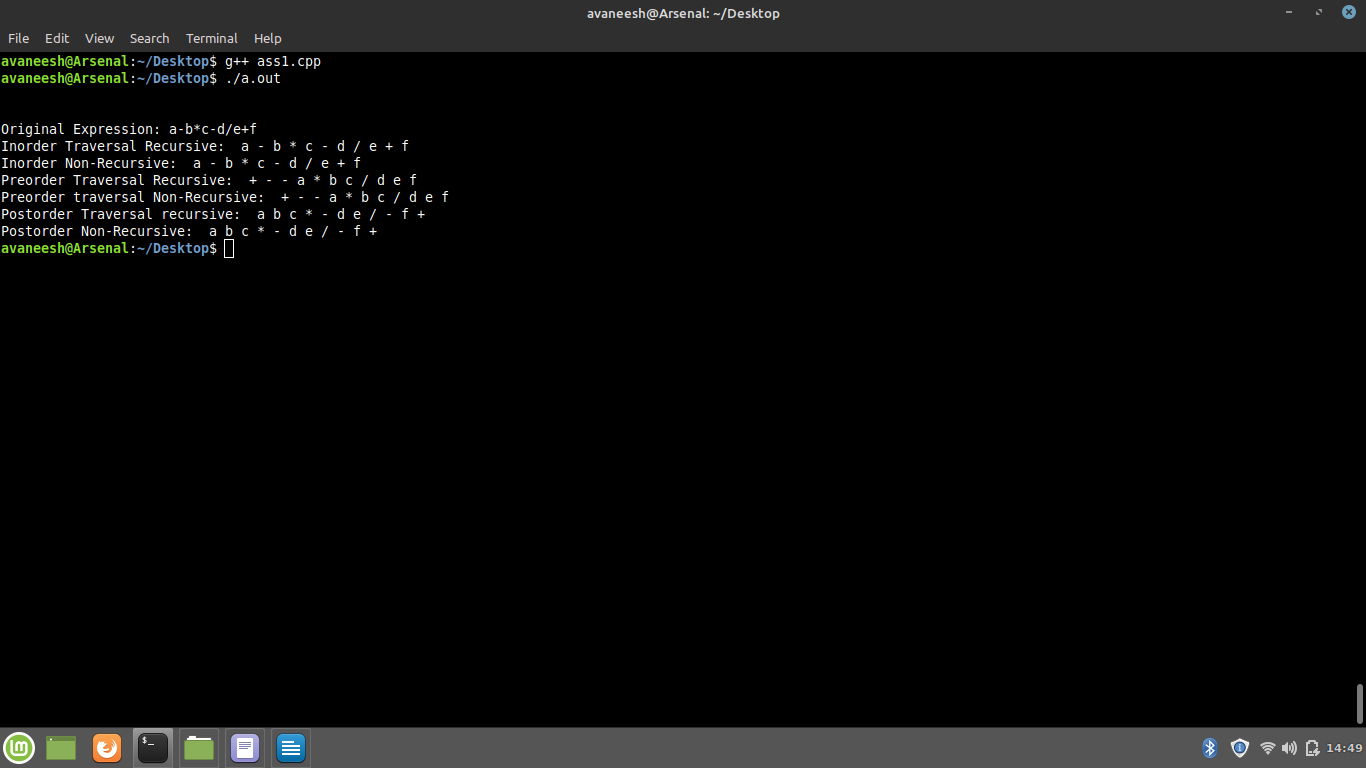 avaneesh@Arsenal: ~/Desktop
File Edit View Search Terminal Help
avaneesh@Arsenal:~/Desktop$ g++ ass1.cpp
avaneesh@Arsenal:~/Desktop$ ./a.out
Original Expression: a-b*c-d/e+f
Inorder Traversal Recursive:  a - b * c - d / e + f
Inorder Non-Recursive:  a - b * c - d / e + f
Preorder Traversal Recursive:  + - - a * b c / d e f
Preorder traversal Non-Recursive:  + - - a * b c / d e f
Postorder Traversal recursive:  a b c * - d e / - f +
Postorder Non-Recursive:  a b c * - d e / - f +
avaneesh@Arsenal:~/Desktop$
14:49